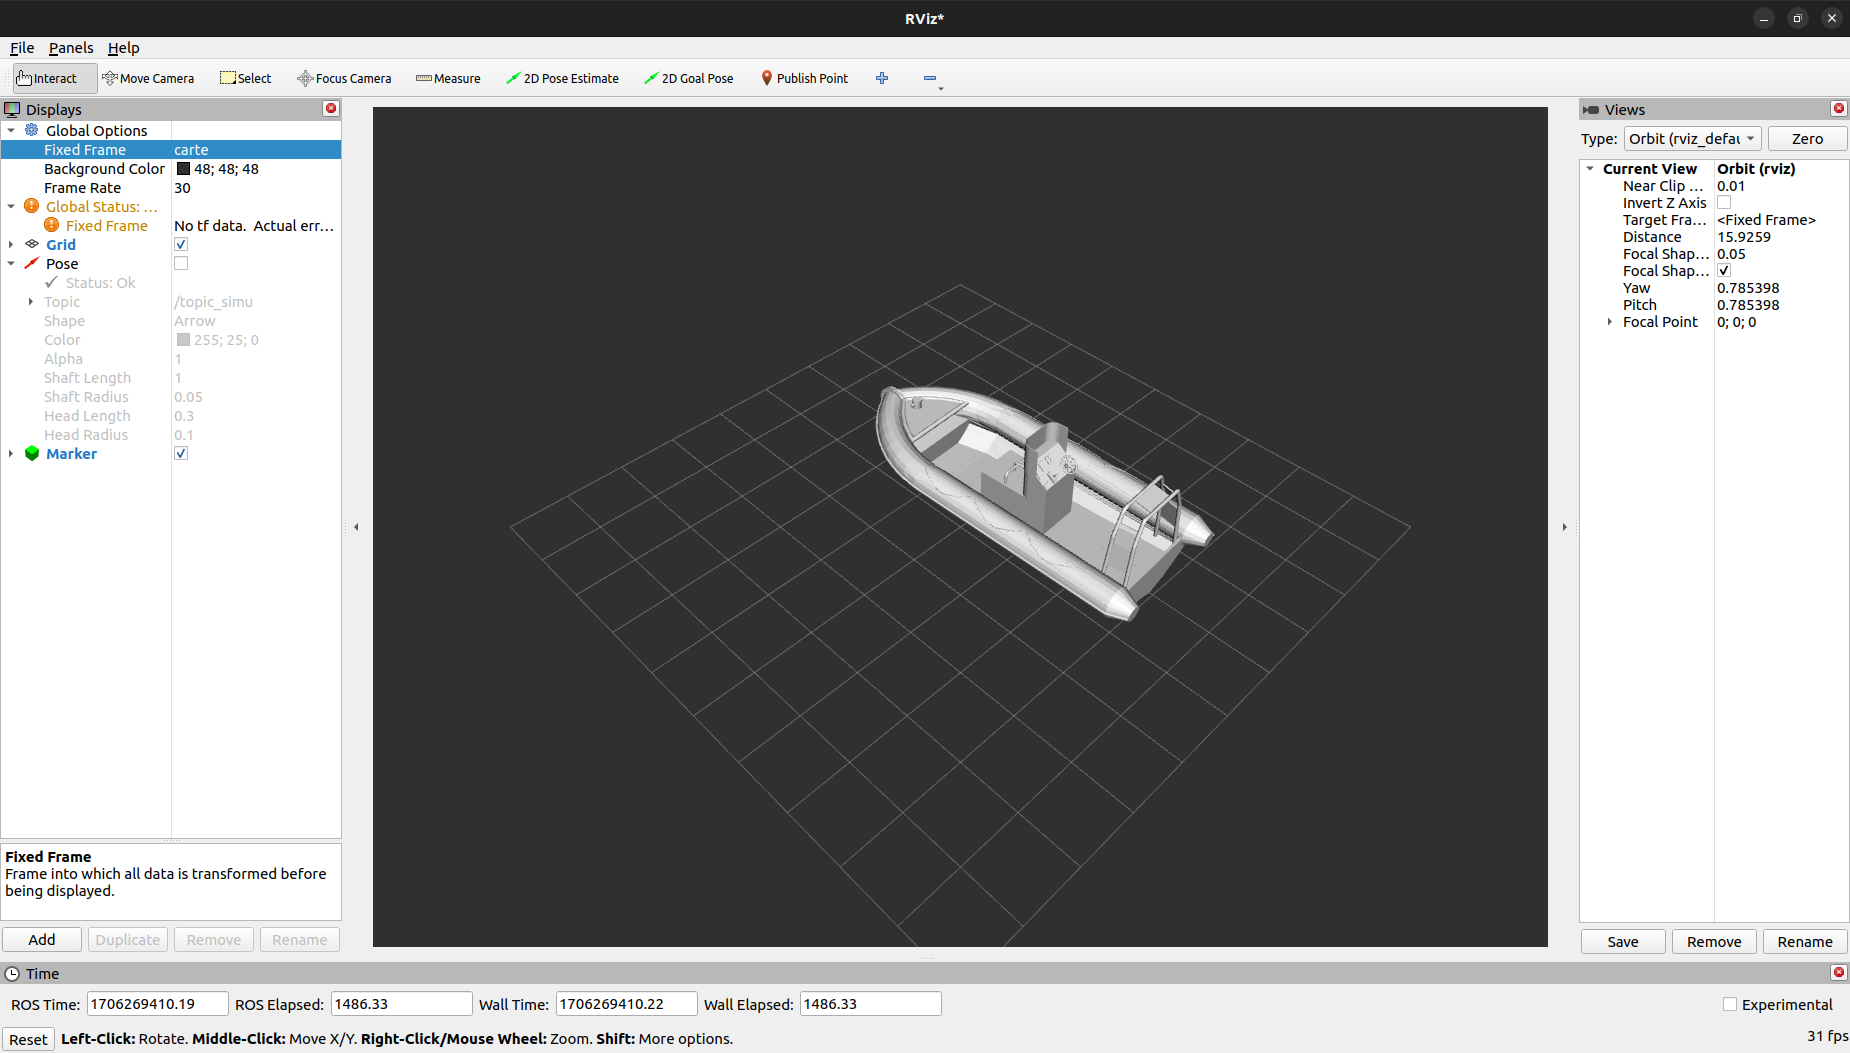 RViz*
File Panels Help
Interact Move Camera Select Focus Camera Measure 2D Pose Estimate 2D Goal Pose Publish Point
Displays
Global Options
Fixed Frame carte
Background Color 48; 48; 48
Frame Rate 30
Global Status: ...
Fixed Frame No tf data. Actual err...
Grid
Pose
Status: Ok
Topic /topic_simu
Shape Arrow
Color 255; 25; 0
Alpha 1
Shaft Length 1
Shaft Radius 0.05
Head Length 0.3
Head Radius 0.1
Marker
Fixed Frame
Frame into which all data is transformed before
being displayed.
Add Duplicate Remove Rename
Views
Type: Orbit (rviz_defau Zero
Current View Orbit (rviz)
Near Clip ... 0.01
Invert Z Axis
Target Fra... <Fixed Frame>
Distance 15.9259
Focal Shap... 0.05
Focal Shap...
Yaw 0.785398
Pitch 0.785398
Focal Point 0; 0; 0
Save Remove Rename
Time
ROS Time: 1706269410.19 ROS Elapsed: 1486.33 Wall Time: 1706269410.22 Wall Elapsed: 1486.33 Experimental
Reset Left-Click: Rotate. Middle-Click: Move X/Y. Right-Click/Mouse Wheel: Zoom. Shift: More options. 31 fps